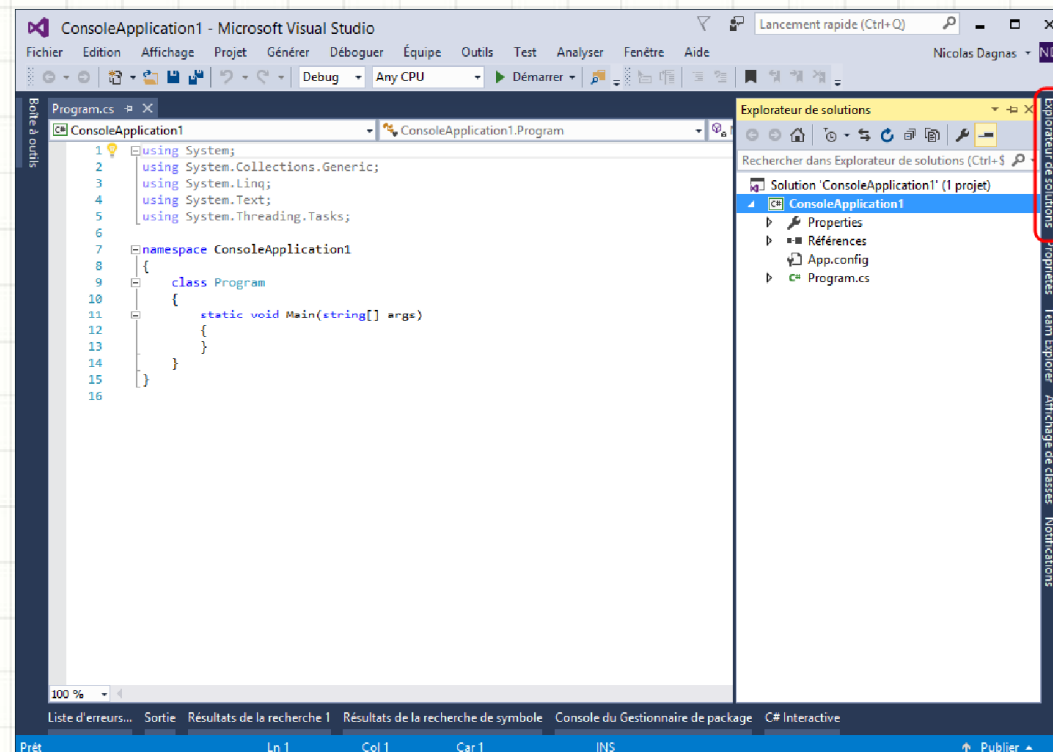 ConsoleApplication1 - Microsoft Visual Studio
Lancement rapide (Ctrl+Q)
Fichier Edition Affichage Projet Générer Déboguer Équipe Outils Test Analyser Fenêtre Aide
Nicolas Dagnas
Debug Any CPU Démarrer
Boîte à outils
Program.cs
ConsoleApplication1 ConsoleApplication1.Program
1 using System;
2 using System.Collections.Generic;
3 using System.Linq;
4 using System.Text;
5 using System.Threading.Tasks;
6
7 namespace ConsoleApplication1
8 {
9 class Program
10 {
11 static void Main(string[] args)
12 {
13 }
14 }
15 }
16
100 %
Explorateur de solutions
Rechercher dans Explorateur de solutions (Ctrl+$
Solution 'ConsoleApplication1' (1 projet)
C# ConsoleApplication1
Properties
Références
App.config
C# Program.cs
Explorateur de solutions
Propriétés
Team Explorer
Affichage de classes
Notifications
Liste d'erreurs... Sortie Résultats de la recherche 1 Résultats de la recherche de symbole Console du Gestionnaire de package C# Interactive
Prêt Ln 1 Col 1 Car 1 INS Publier